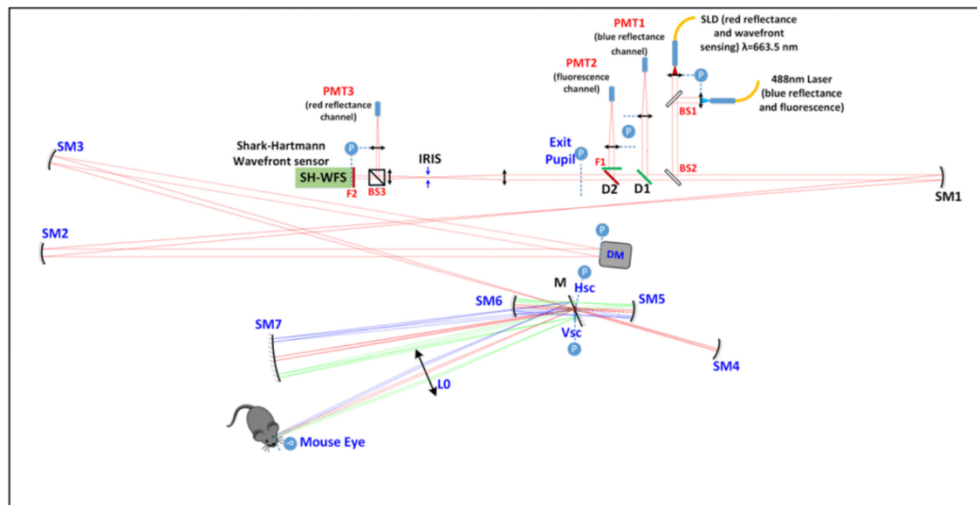 SLD (red reflectance
and wavefront
sensing) λ=663.5 nm
PMT1
(blue reflectance
channel)
P
488nm Laser
(blue reflectance
and fluorescence)
BS1
PMT2
(fluorescence
channel)
P
PMT3
(red reflectance
channel)
Shark-Hartmann
Wavefront sensor
P
SH-WFS
F2
BS3
IRIS
Exit
Pupil
P
F1
D2
D1
BS2
SM1
SM3
SM2
P
DM
M
P
Hsc
SM6
SM5
Vsc
P
SM7
SM4
L0
P
Mouse Eye